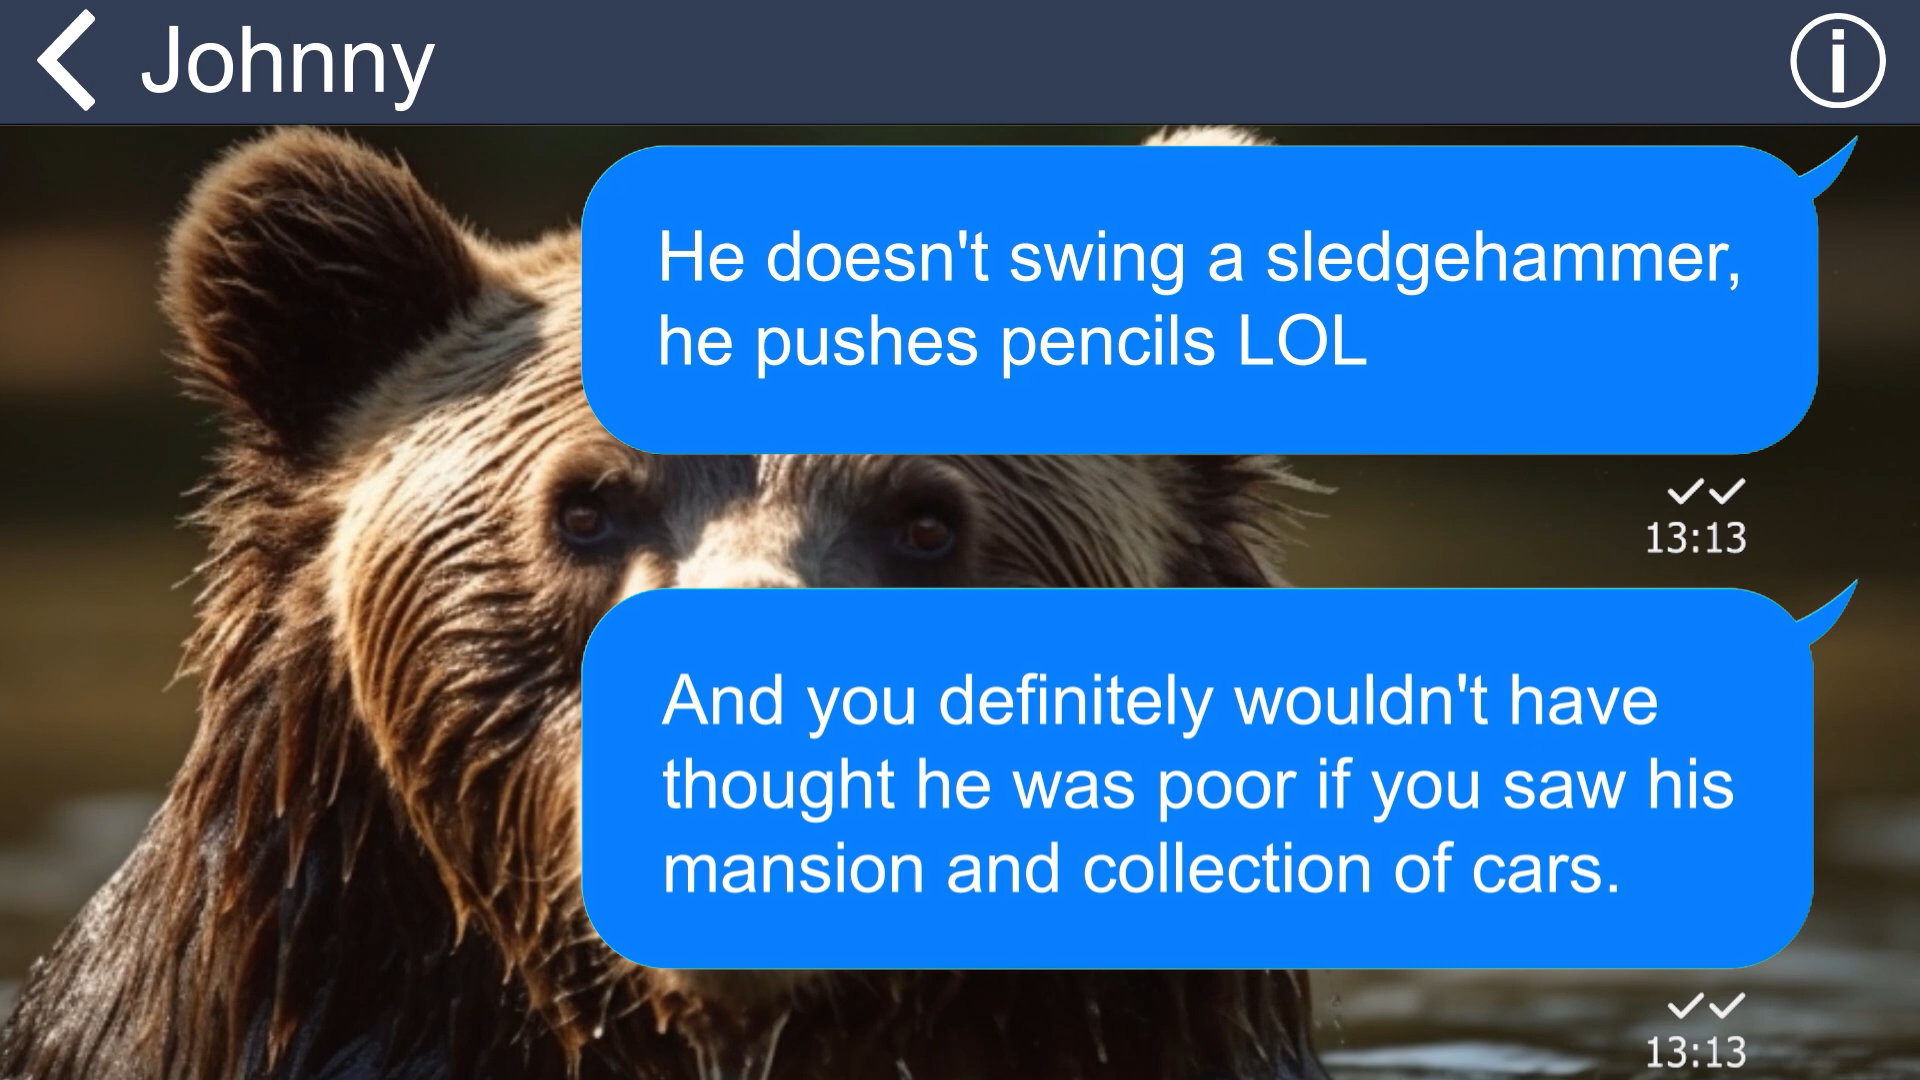 Johnny
He doesn't swing a sledgehammer,
he pushes pencils LOL
13:13
And you definitely wouldn't have
thought he was poor if you saw his
mansion and collection of cars.
13:13